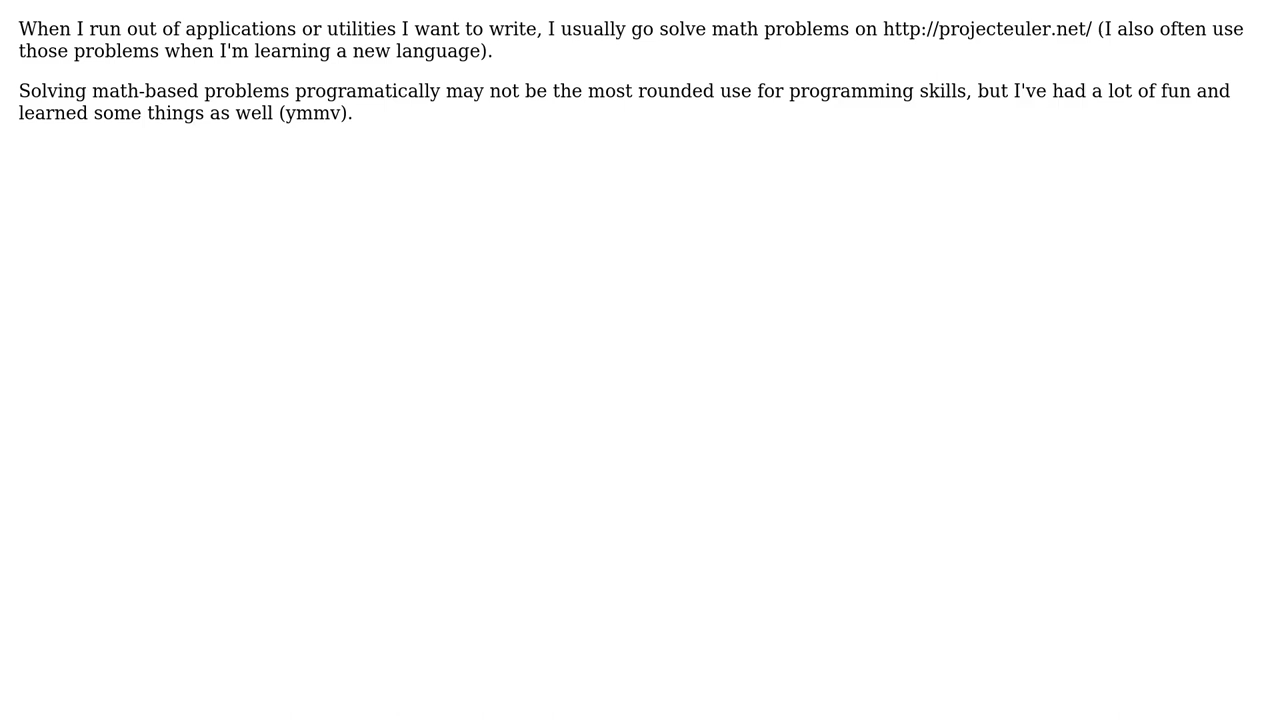 When I run out of applications or utilities I want to write, I usually go solve math problems on http://projecteuler.net/ (I also often use
those problems when I'm learning a new language).
Solving math-based problems programatically may not be the most rounded use for programming skills, but I've had a lot of fun and
learned some things as well (ymmv).